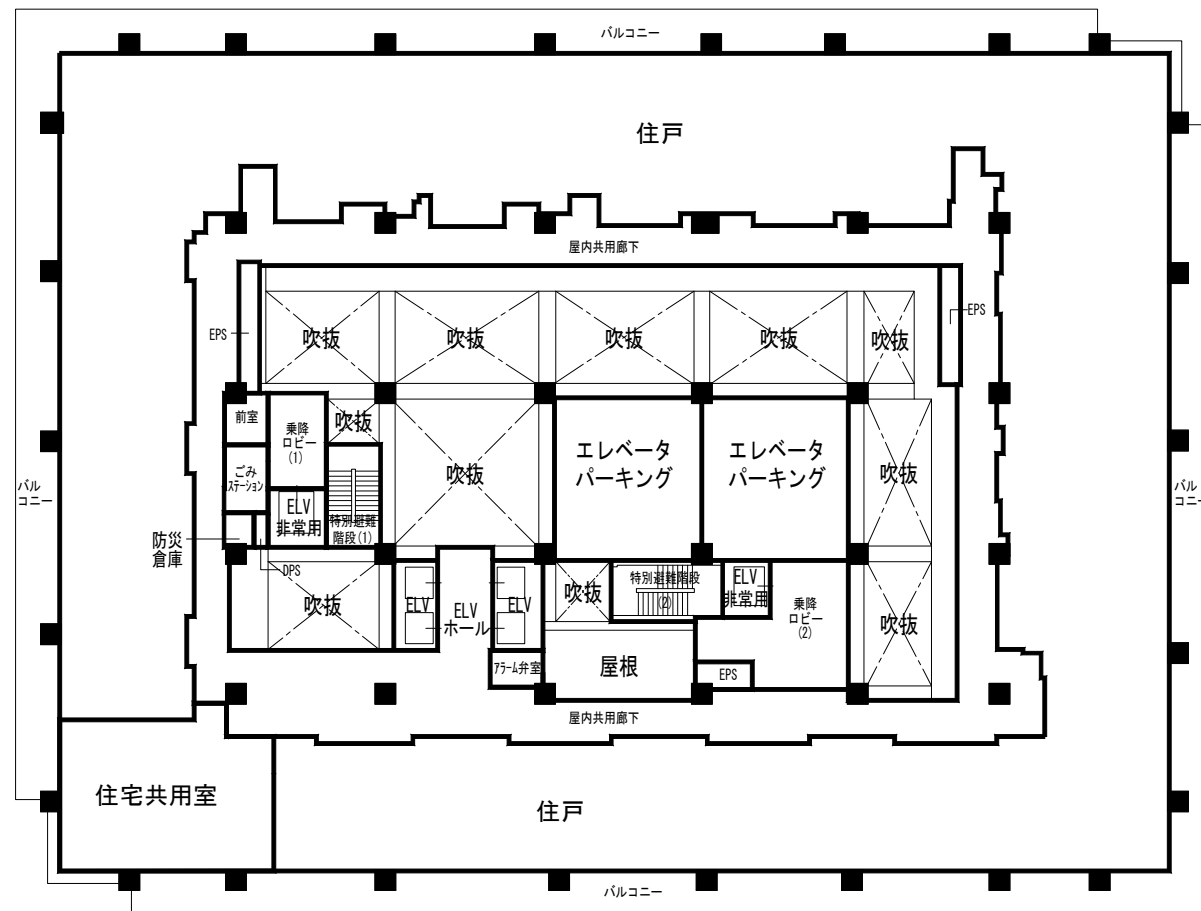 バルコニー
住戸
屋内共用廊下
EPS
EPS
吹抜
吹抜
吹抜
吹抜
吹抜
前室
乗降
ロビー
(1)
吹抜
吹抜
エレベータ
パーキング
エレベータ
パーキング
吹抜
ごみ
ステーション
ELV
非常用
特別避難
階段(1)
バル
コニー
バル
コニー
防災
倉庫
DPS
吹抜
ELV
ELV
ホール
ELV
吹抜
特別避難階段
(2)
ELV
非常用
乗降
ロビー
(2)
吹抜
アラーム弁室
屋根
EPS
屋内共用廊下
住宅共用室
住戸
バルコニー